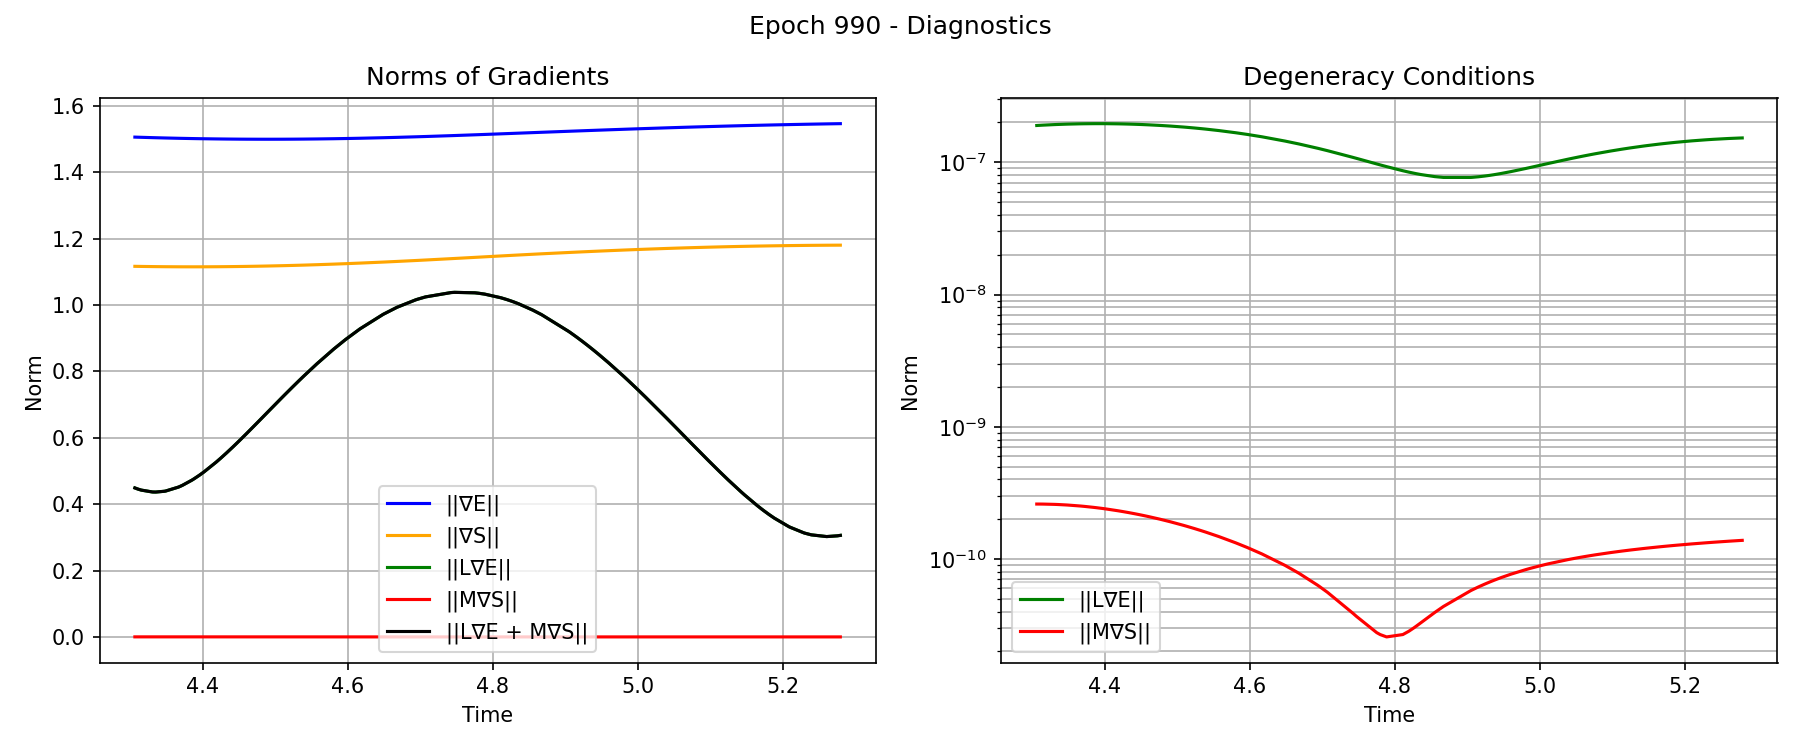 Epoch 990 - Diagnostics
Norms of Gradients
Norm
1.6
1.4
1.2
1.0
0.8
0.6
0.4
0.2
0.0
||∇E||
||∇S||
||L∇E||
||M∇S||
||L∇E + M∇S||
4.4 4.6 4.8 5.0 5.2
Time
Degeneracy Conditions
Norm
10⁻⁷
10⁻⁸
10⁻⁹
10⁻¹⁰
||L∇E||
||M∇S||
4.4 4.6 4.8 5.0 5.2
Time